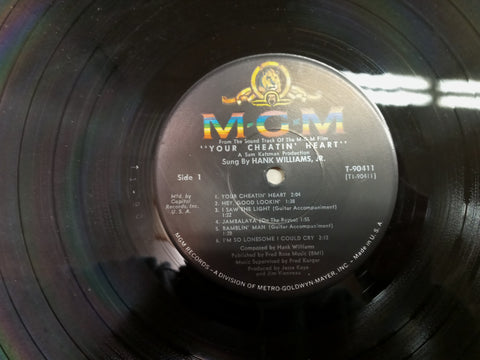 M-G-M
From The Sound Track Of The M-G-M Film
"YOUR CHEATIN' HEART"
A Sam Katzman Production
Sung By HANK WILLIAMS, JR.
Side 1
T-90411
(T1-90411)
Mfd. by
Capitol
Records, Inc.
U. S. A.
1. YOUR CHEATIN' HEART 2:04
2. HEY, GOOD LOOKIN' 1:38
3. I SAW THE LIGHT (Guitar Accompaniment)
1:22
4. JAMBALAYA (On The Bayou) 1:55
5. RAMBLIN' MAN (Guitar Accompaniment)
1:28
6. I'M SO LONESOME I COULD CRY 2:13
Composed by Hank Williams
Published by Fred Rose Music (BMI)
Music Supervised by Fred Karger
Produced by Jesse Kaye
and Jim Vienneau
MGM RECORDS - A DIVISION OF METRO-GOLDWYN-MAYER, INC. • Made in U.S.A.